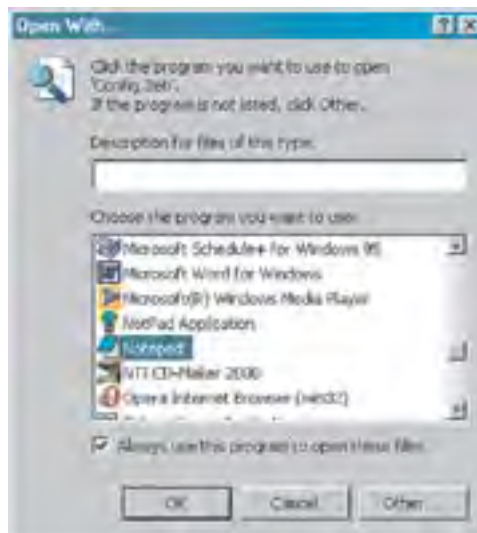 Open With...
Click the program you want to use to open
If the program is not listed, click Other.
Description for files of this type:
Choose the program you want to use:
Microsoft Schedule+ for Windows 95
Microsoft Word for Windows
Microsoft(R) Windows Media Player
NotPad Application
Notepad
NTI CD-Maker 2000
Opera Internet Browser (win32)
Always use this program to open these files
OK
Cancel
Other...